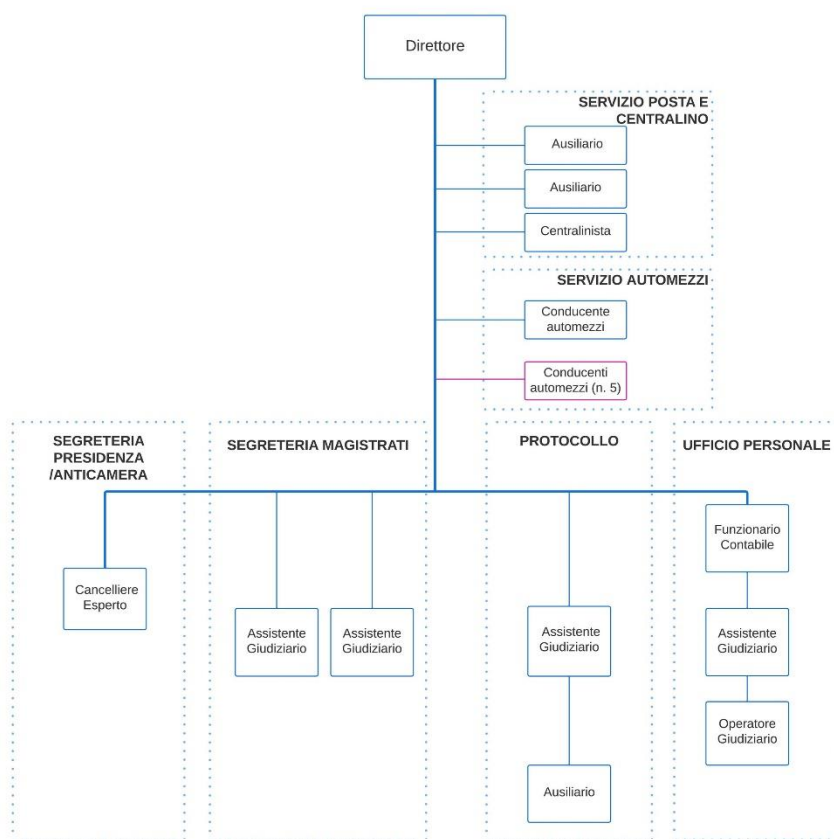 Direttore
SERVIZIO POSTA E
CENTRALINO
Ausiliario
Ausiliario
Centralinista
SERVIZIO AUTOMEZZI
Conducente
automezzi
Conducenti
automezzi (n. 5)
SEGRETERIA
PRESIDENZA
/ANTICAMERA
Cancelliere
Esperto
SEGRETERIA MAGISTRATI
Assistente
Giudiziario
Assistente
Giudiziario
PROTOCOLLO
Assistente
Giudiziario
Ausiliario
UFFICIO PERSONALE
Funzionario
Contabile
Assistente
Giudiziario
Operatore
Giudiziario